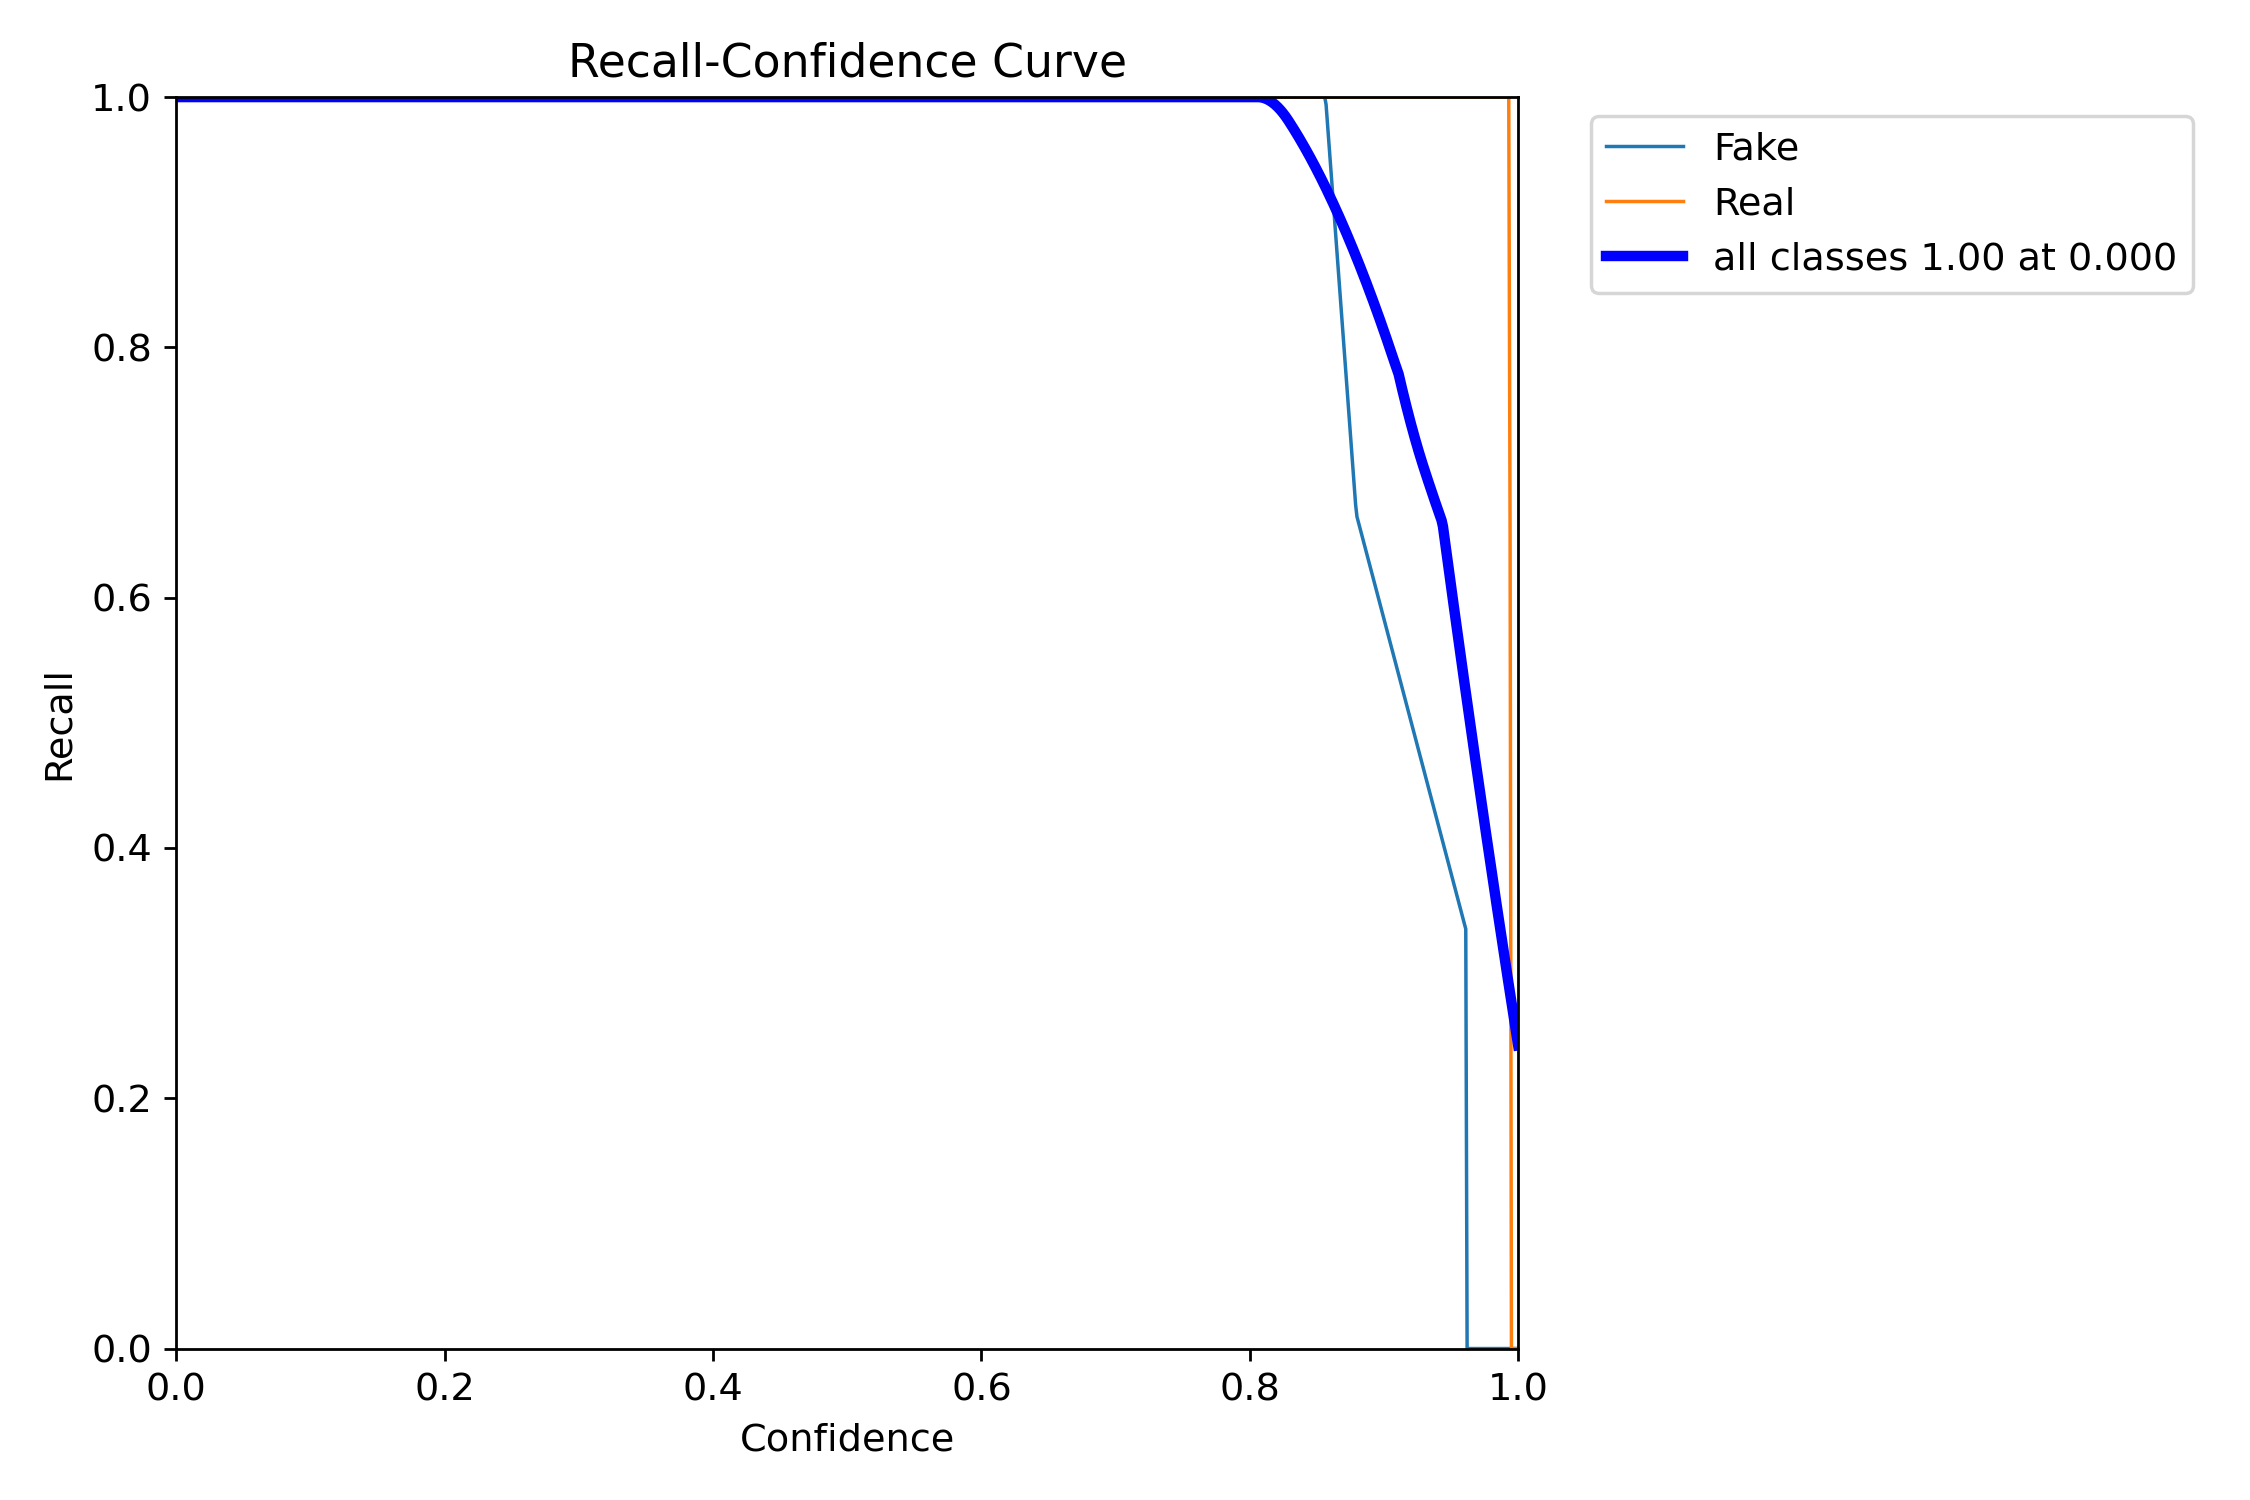 Recall-Confidence Curve
1.0
0.8
0.6
0.4
0.2
0.0
Recall
0.0 0.2 0.4 0.6 0.8 1.0
Confidence
Fake
Real
all classes 1.00 at 0.000